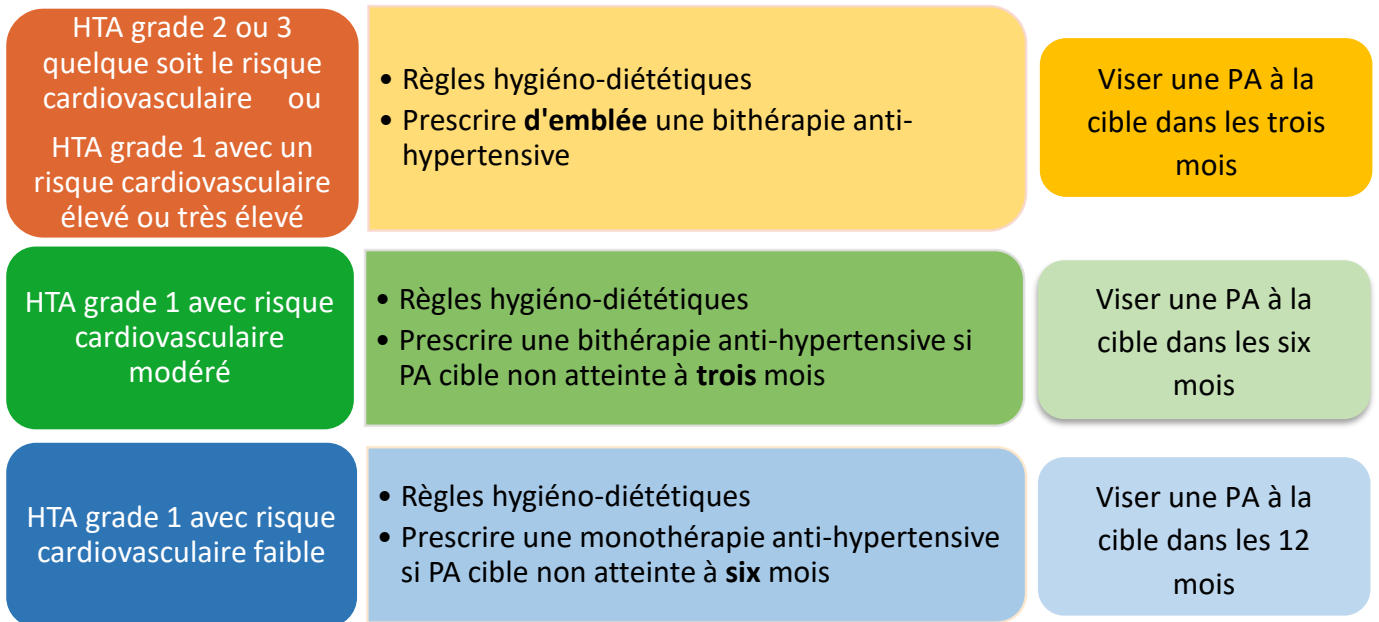 HTA grade 2 ou 3
quelque soit le risque
cardiovasculaire ou
HTA grade 1 avec un
risque cardiovasculaire
élevé ou très élevé
• Règles hygiéno-diététiques
• Prescrire d'emblée une bithérapie anti-
hypertensive
Viser une PA à la
cible dans les trois
mois
HTA grade 1 avec risque
cardiovasculaire
modéré
• Règles hygiéno-diététiques
• Prescrire une bithérapie anti-hypertensive si
PA cible non atteinte à trois mois
Viser une PA à la
cible dans les six
mois
HTA grade 1 avec risque
cardiovasculaire faible
• Règles hygiéno-diététiques
• Prescrire une monothérapie anti-hypertensive
si PA cible non atteinte à six mois
Viser une PA à la
cible dans les 12
mois